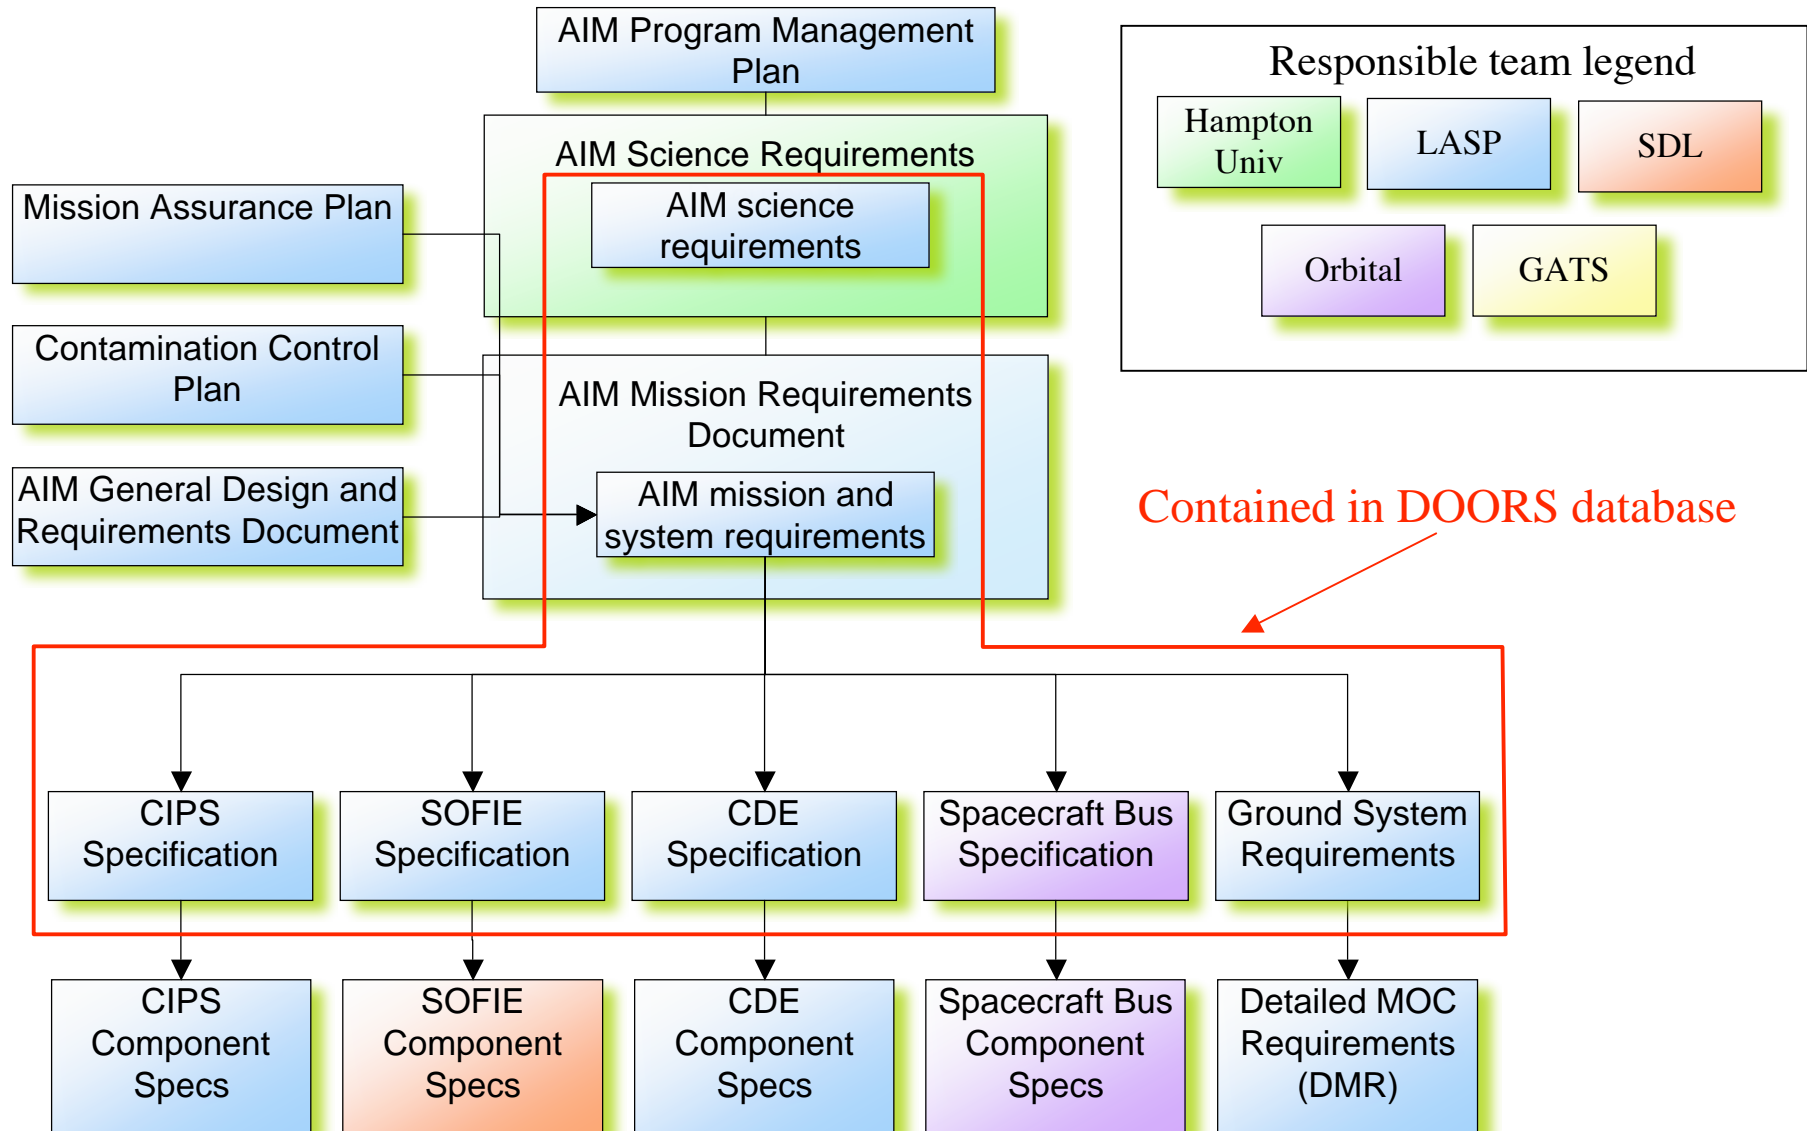 AIM Program Management
Plan
Responsible team legend
Hampton
Univ
LASP
SDL
Orbital
GATS
AIM Science Requirements
AIM science
requirements
Mission Assurance Plan
Contamination Control
Plan
AIM General Design and
Requirements Document
AIM Mission Requirements
Document
AIM mission and
system requirements
Contained in DOORS database
CIPS
Specification
SOFIE
Specification
CDE
Specification
Spacecraft Bus
Specification
Ground System
Requirements
CIPS
Component
Specs
SOFIE
Component
Specs
CDE
Component
Specs
Spacecraft Bus
Component
Specs
Detailed MOC
Requirements
(DMR)